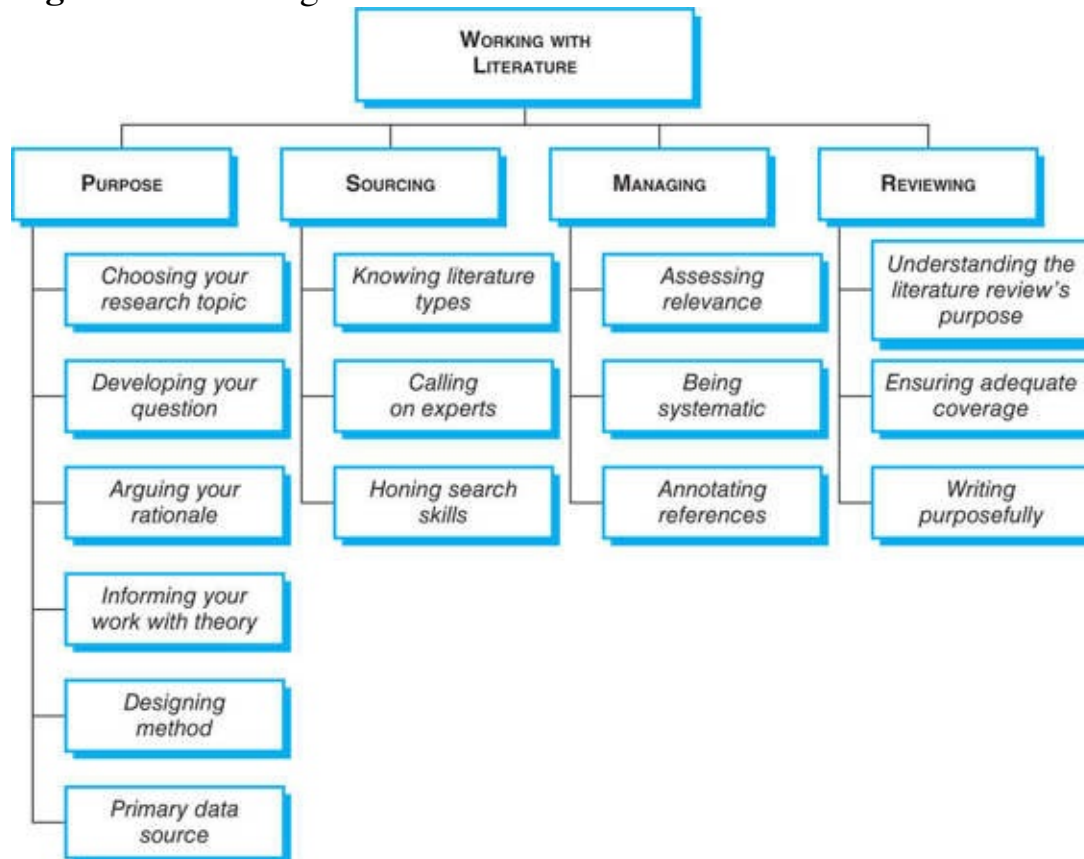 WORKING WITH
LITERATURE
PURPOSE
Choosing your
research topic
Developing your
question
Arguing your
rationale
Informing your
work with theory
Designing
method
Primary data
source
SOURCING
Knowing literature
types
Calling
on experts
Honing search
skills
MANAGING
Assessing
relevance
Being
systematic
Annotating
references
REVIEWING
Understanding the
literature review's
purpose
Ensuring adequate
coverage
Writing
purposefully